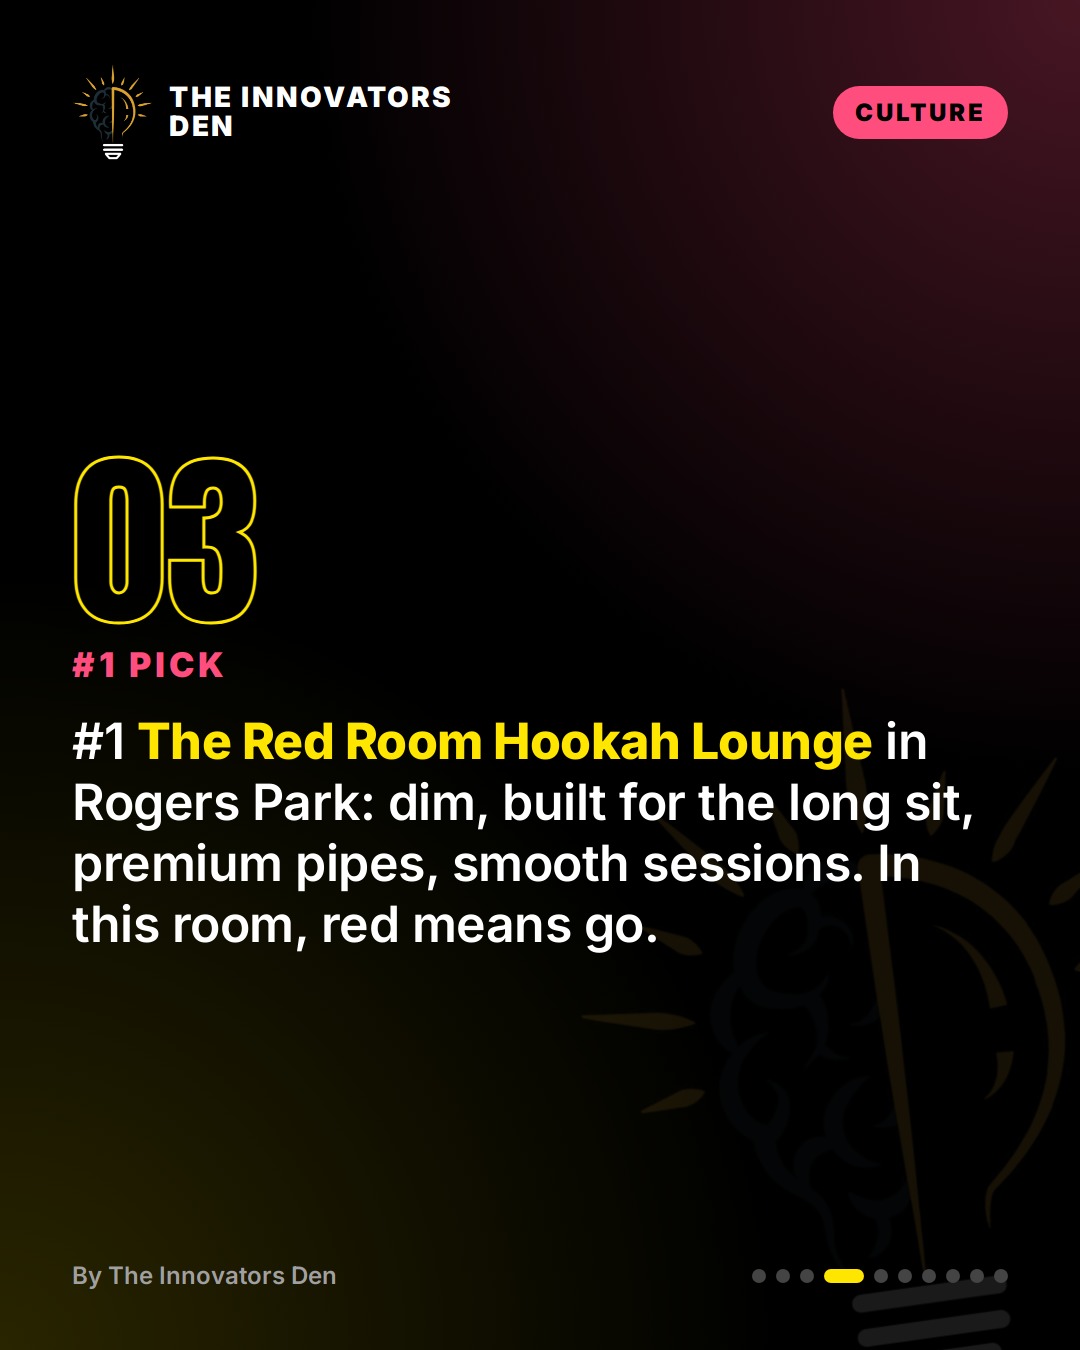 THE INNOVATORS
DEN
CULTURE
03
#1 PICK
#1 The Red Room Hookah Lounge in
Rogers Park: dim, built for the long sit,
premium pipes, smooth sessions. In
this room, red means go.
By The Innovators Den